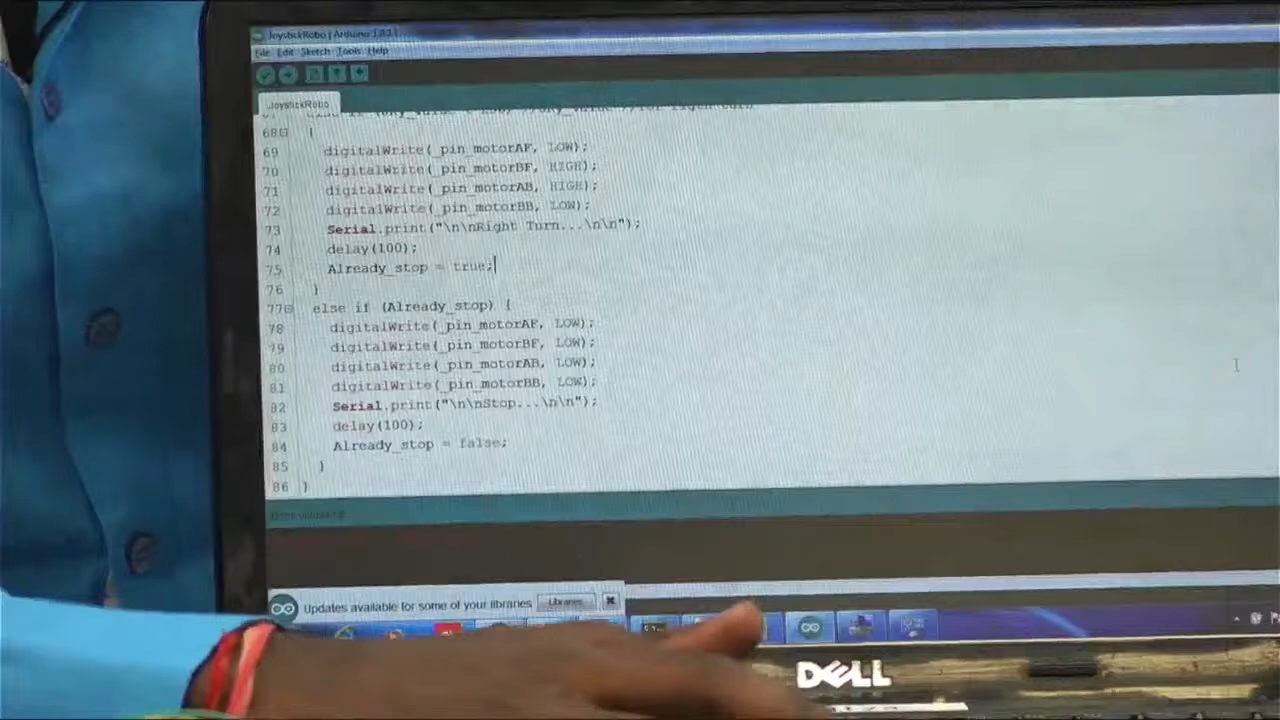 JoystickRobo | Arduino 1.8.1
File Edit Sketch Tools Help
JoystickRobo
68 {
69 digitalWrite(_pin_motorAF, LOW);
70 digitalWrite(_pin_motorBF, HIGH);
71 digitalWrite(_pin_motorAB, HIGH);
72 digitalWrite(_pin_motorBB, LOW);
73 Serial.print("\n\nRight Turn...\n\n");
74 delay(100);
75 Already_stop = true;
76 }
77 else if (Already_stop) {
78 digitalWrite(_pin_motorAF, LOW);
79 digitalWrite(_pin_motorBF, LOW);
80 digitalWrite(_pin_motorAB, LOW);
81 digitalWrite(_pin_motorBB, LOW);
82 Serial.print("\n\nStop...\n\n");
83 delay(100);
84 Already_stop = false;
85 }
86 }
Updates available for some of your libraries Libraries
DELL